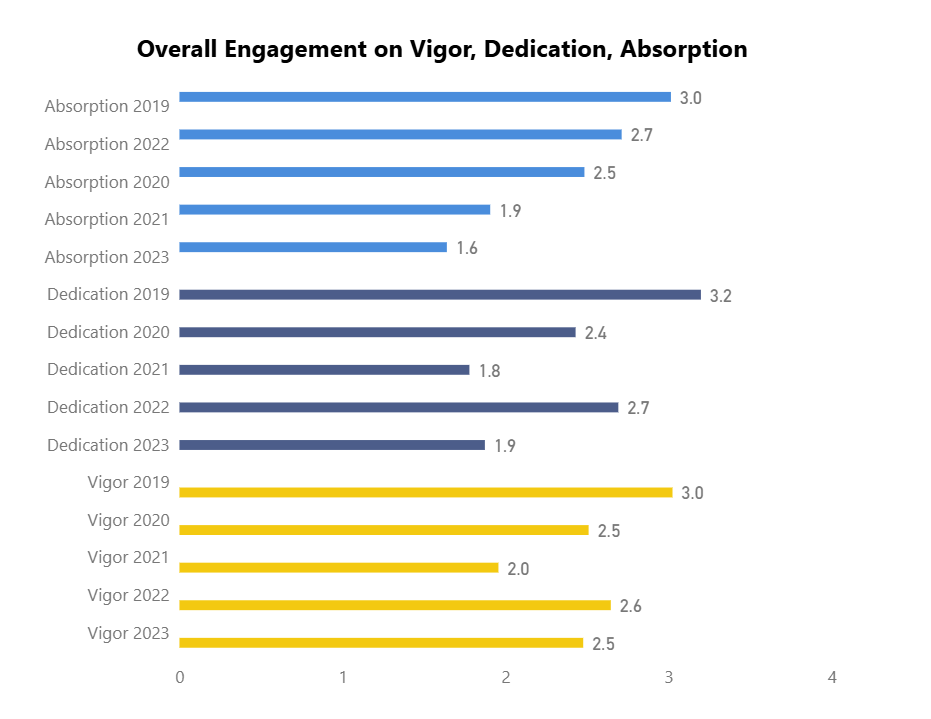 Overall Engagement on Vigor, Dedication, Absorption
Absorption 2019 3.0
Absorption 2022 2.7
Absorption 2020 2.5
Absorption 2021 1.9
Absorption 2023 1.6
Dedication 2019 3.2
Dedication 2020 2.4
Dedication 2021 1.8
Dedication 2022 2.7
Dedication 2023 1.9
Vigor 2019 3.0
Vigor 2020 2.5
Vigor 2021 2.0
Vigor 2022 2.6
Vigor 2023 2.5
0 1 2 3 4